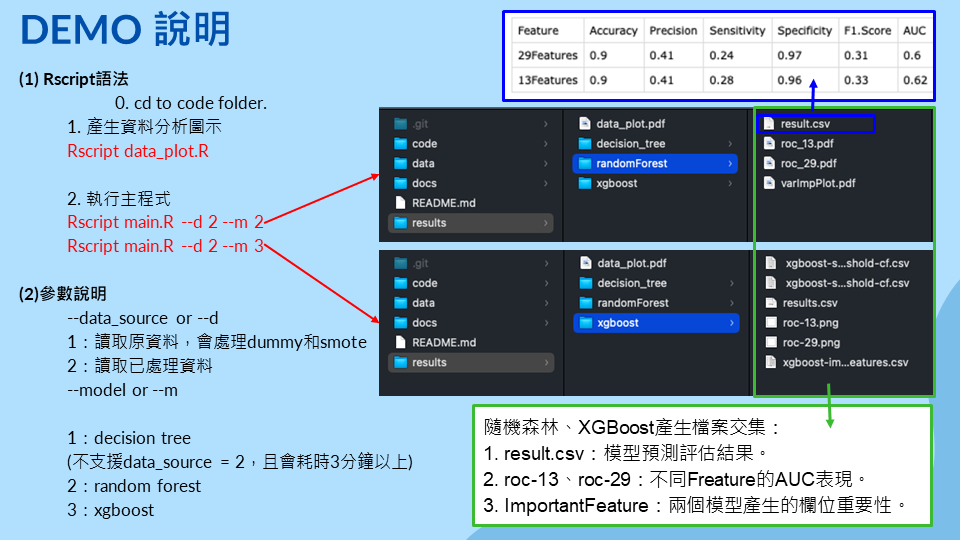 DEMO 說明
(1) Rscript語法
0. cd to code folder.
1. 產生資料分析圖示
Rscript data_plot.R
2. 執行主程式
Rscript main.R --d 2 --m 2
Rscript main.R --d 2 --m 3
(2)參數說明
--data_source or --d
1：讀取原資料，會處理dummy和smote
2：讀取已處理資料
--model or --m
1：decision tree
(不支援data_source = 2，且會耗時3分鐘以上)
2：random forest
3：xgboost
Feature Accuracy Precision Sensitivity Specificity F1.Score AUC
29Features 0.9 0.41 0.24 0.97 0.31 0.6
13Features 0.9 0.41 0.28 0.96 0.33 0.62
.git
code
data
docs
README.md
results
data_plot.pdf
decision_tree
randomForest
xgboost
result.csv
roc_13.pdf
roc_29.pdf
varImpPlot.pdf
.git
code
data
docs
README.md
results
data_plot.pdf
decision_tree
randomForest
xgboost
xgboost-s...shold-cf.csv
xgboost-s...shold-cf.csv
results.csv
roc-13.png
roc-29.png
xgboost-im...eatures.csv
隨機森林、XGBoost產生檔案交集：
1. result.csv：模型預測評估結果。
2. roc-13、roc-29：不同Freature的AUC表現。
3. ImportantFeature：兩個模型產生的欄位重要性。